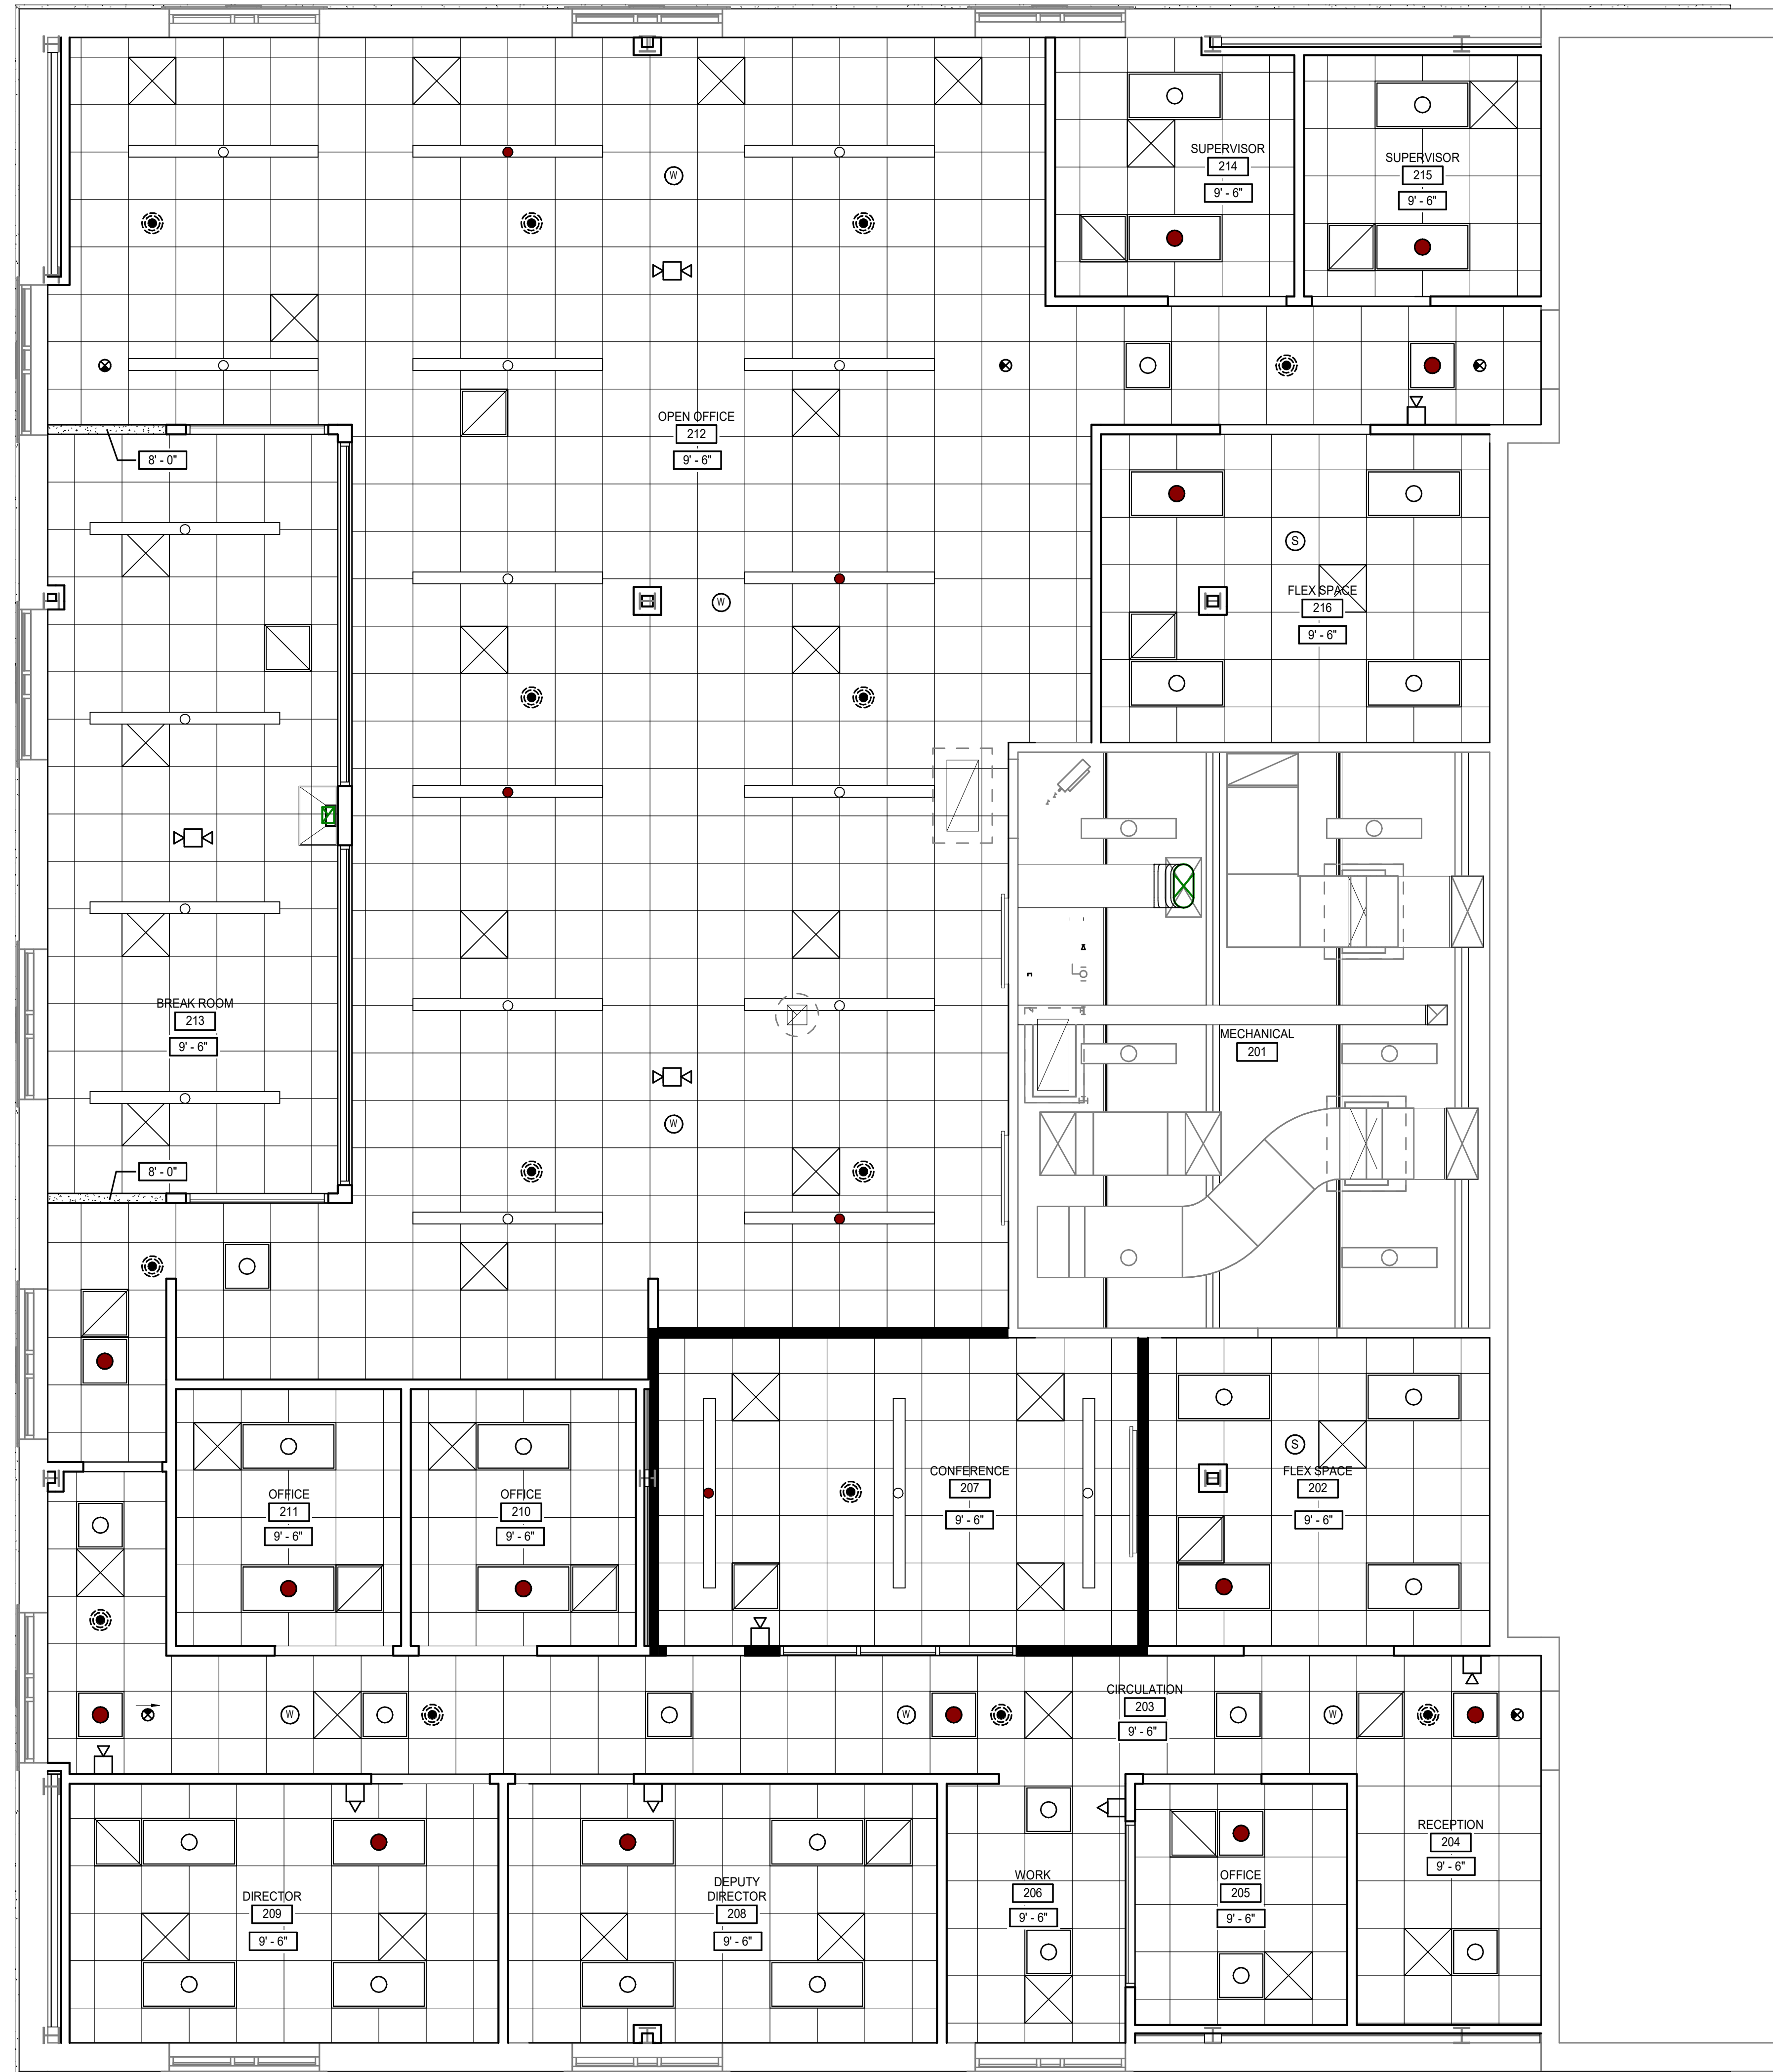 SUPERVISOR
214
9' - 6"
SUPERVISOR
215
9' - 6"
W
OPEN OFFICE
212
9' - 6"
8' - 0"
S
FLEX SPACE
216
9' - 6"
W
BREAK ROOM
213
9' - 6"
MECHANICAL
201
W
8' - 0"
OFFICE
211
9' - 6"
OFFICE
210
9' - 6"
CONFERENCE
207
9' - 6"
S
FLEX SPACE
202
9' - 6"
W
W
CIRCULATION
203
9' - 6"
W
DIRECTOR
209
9' - 6"
DEPUTY
DIRECTOR
208
9' - 6"
WORK
206
9' - 6"
OFFICE
205
9' - 6"
RECEPTION
204
9' - 6"